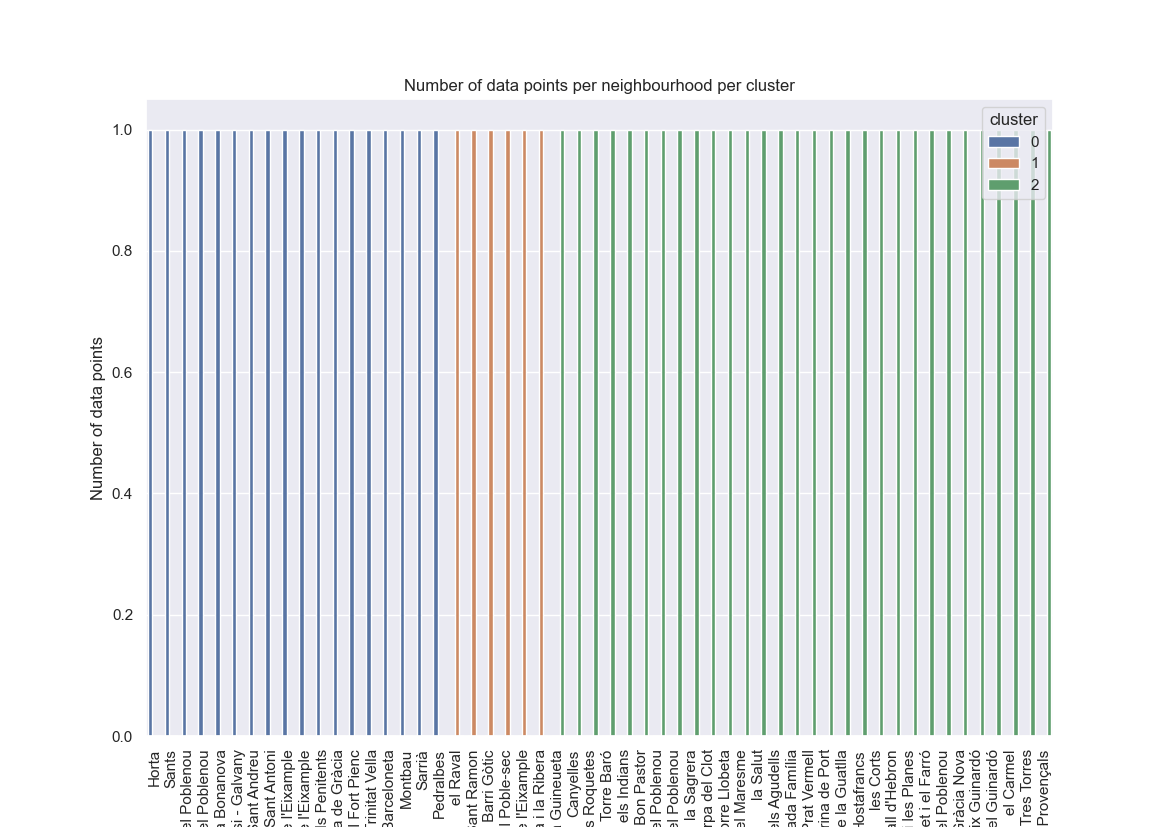 Number of data points per neighbourhood per cluster
cluster
0
1
2
Number of data points
1.0
0.8
0.6
0.4
0.2
0.0
Horta
Sants
el Poblenou
el Poblenou
a Bonanova
si - Galvany
Sant Andreu
Sant Antoni
e l'Eixample
e l'Eixample
ls Penitents
a de Gràcia
l Fort Pienc
Trinitat Vella
Barceloneta
Montbau
Sarrià
Pedralbes
el Raval
Sant Ramon
Barri Gòtic
l Poble-sec
e l'Eixample
a i la Ribera
a Guineueta
Canyelles
s Roquetes
Torre Baró
els Indians
Bon Pastor
el Poblenou
el Poblenou
la Sagrera
rpa del Clot
orre Llobeta
el Maresme
la Salut
els Agudells
ada Família
Prat Vermell
rina de Port
e la Guatlla
Hostafrancs
les Corts
all d'Hebron
i les Planes
et i el Farró
el Poblenou
Gràcia Nova
ix Guinardó
el Guinardó
el Carmel
Tres Torres
Provençals